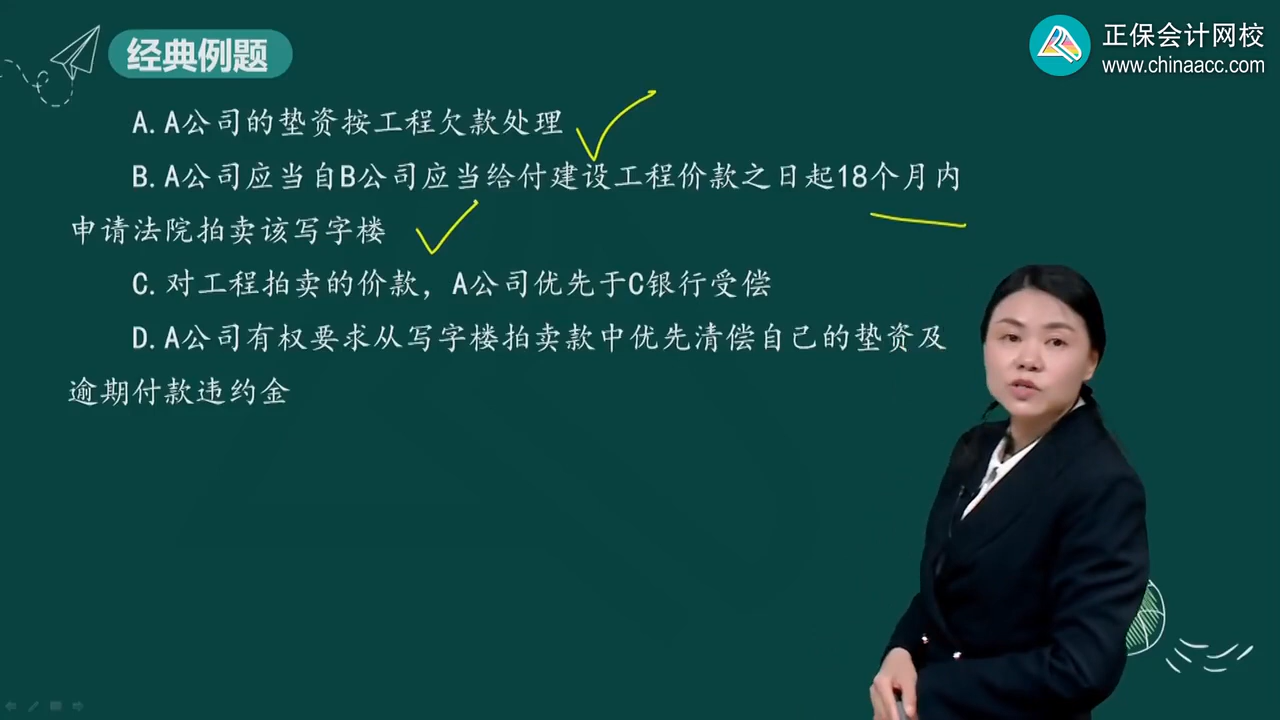 经典例题
正保会计网校
www.chinaacc.com
A.A公司的垫资按工程欠款处理
B.A公司应当自B公司应当给付建设工程价款之日起18个月内
申请法院拍卖该写字楼
C.对工程拍卖的价款，A公司优先于C银行受偿
D.A公司有权要求从写字楼拍卖款中优先清偿自己的垫资及
逾期付款违约金